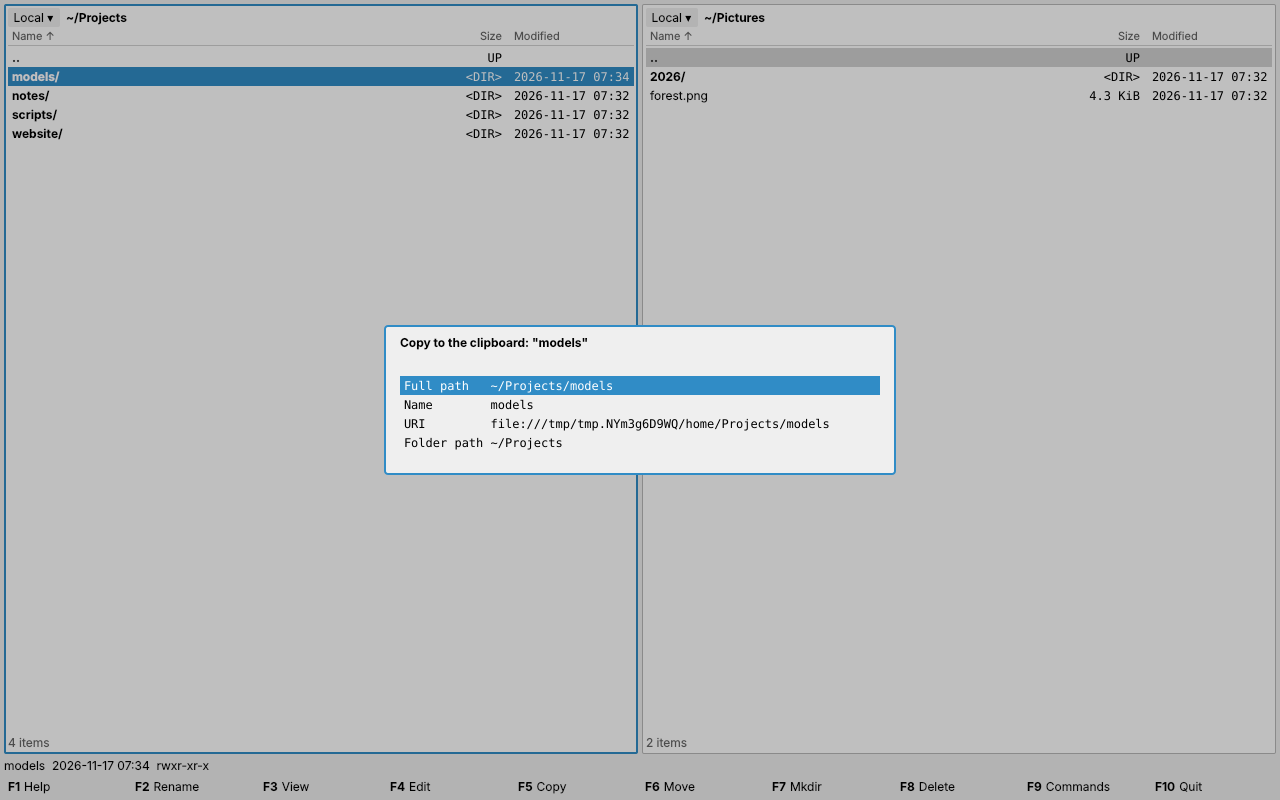 Local ▾ ~/Projects
Name ↑ Size Modified
.. UP
models/ <DIR> 2026-11-17 07:34
notes/ <DIR> 2026-11-17 07:32
scripts/ <DIR> 2026-11-17 07:32
website/ <DIR> 2026-11-17 07:32
4 items
Local ▾ ~/Pictures
Name ↑ Size Modified
.. UP
2026/ <DIR> 2026-11-17 07:32
forest.png 4.3 KiB 2026-11-17 07:32
2 items
Copy to the clipboard: "models"
Full path ~/Projects/models
Name models
URI file:///tmp/tmp.NYm3g6D9WQ/home/Projects/models
Folder path ~/Projects
models 2026-11-17 07:34 rwxr-xr-x
F1 Help F2 Rename F3 View F4 Edit F5 Copy F6 Move F7 Mkdir F8 Delete F9 Commands F10 Quit